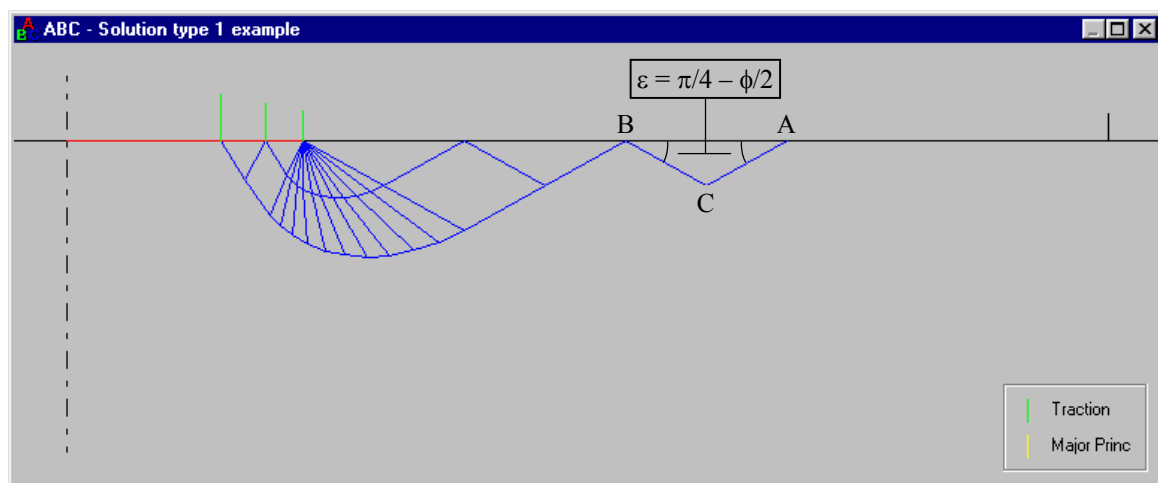 ABC - Solution type 1 example
ε = π/4 – ϕ/2
B
A
C
Traction
Major Princ